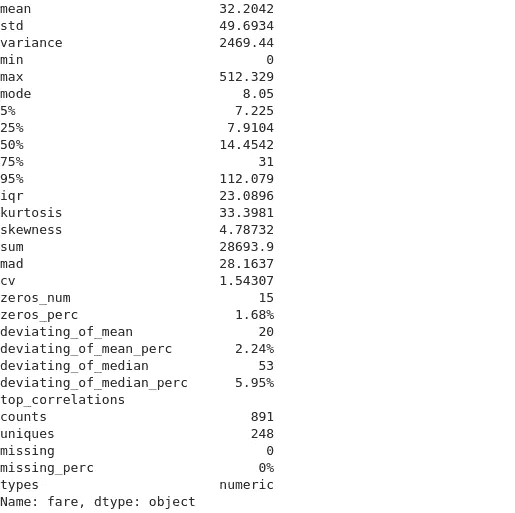 mean 32.2042
std 49.6934
variance 2469.44
min 0
max 512.329
mode 8.05
5% 7.225
25% 7.9104
50% 14.4542
75% 31
95% 112.079
iqr 23.0896
kurtosis 33.3981
skewness 4.78732
sum 28693.9
mad 28.1637
cv 1.54307
zeros_num 15
zeros_perc 1.68%
deviating_of_mean 20
deviating_of_mean_perc 2.24%
deviating_of_median 53
deviating_of_median_perc 5.95%
top_correlations
counts 891
uniques 248
missing 0
missing_perc 0%
types numeric
Name: fare, dtype: object